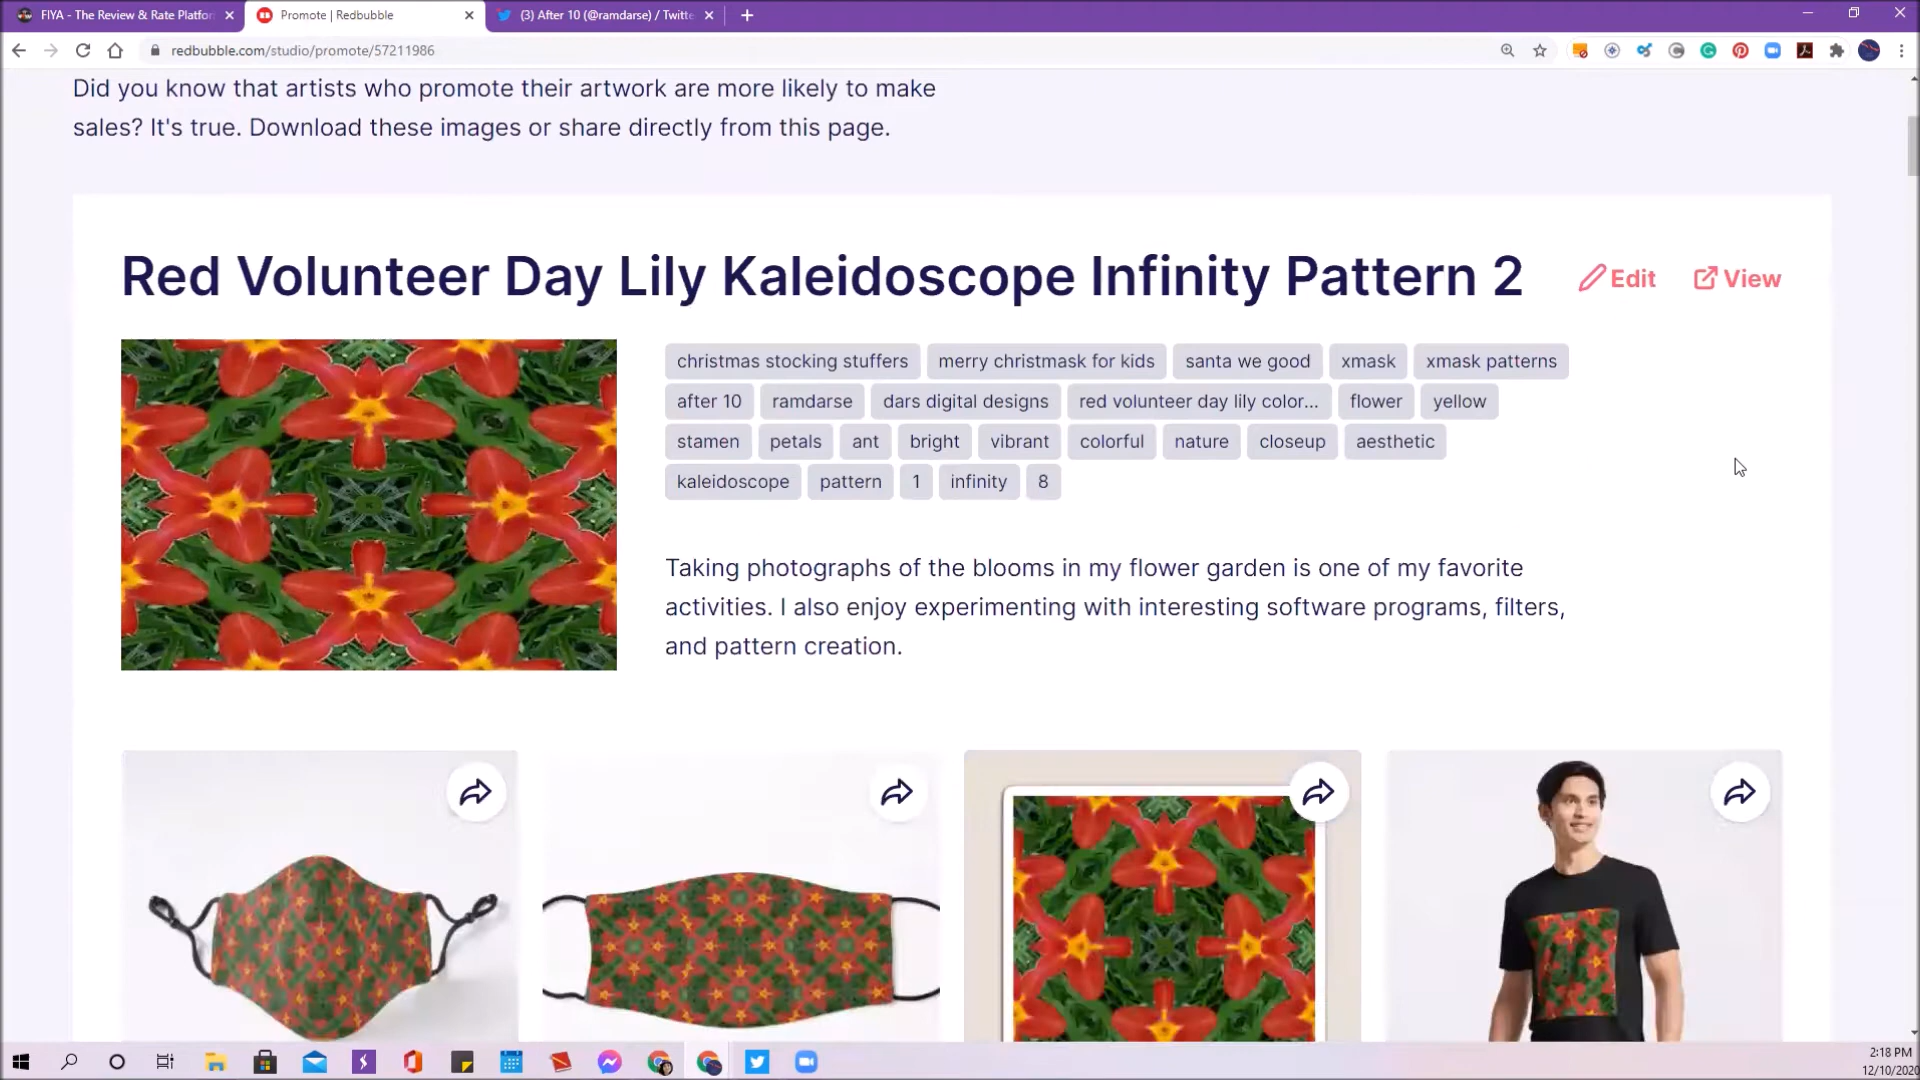 FIYA - The Review & Rate Platfor
Promote | Redbubble
(3) After 10 (@ramdarse) / Twitte
redbubble.com/studio/promote/57211986
Did you know that artists who promote their artwork are more likely to make
sales? It's true. Download these images or share directly from this page.
Red Volunteer Day Lily Kaleidoscope Infinity Pattern 2
Edit
View
christmas stocking stuffers
merry christmask for kids
santa we good
xmask
xmask patterns
after 10
ramdarse
dars digital designs
red volunteer day lily color...
flower
yellow
stamen
petals
ant
bright
vibrant
colorful
nature
closeup
aesthetic
kaleidoscope
pattern
1
infinity
8
Taking photographs of the blooms in my flower garden is one of my favorite
activities. I also enjoy experimenting with interesting software programs, filters,
and pattern creation.
2:18 PM
12/10/2020